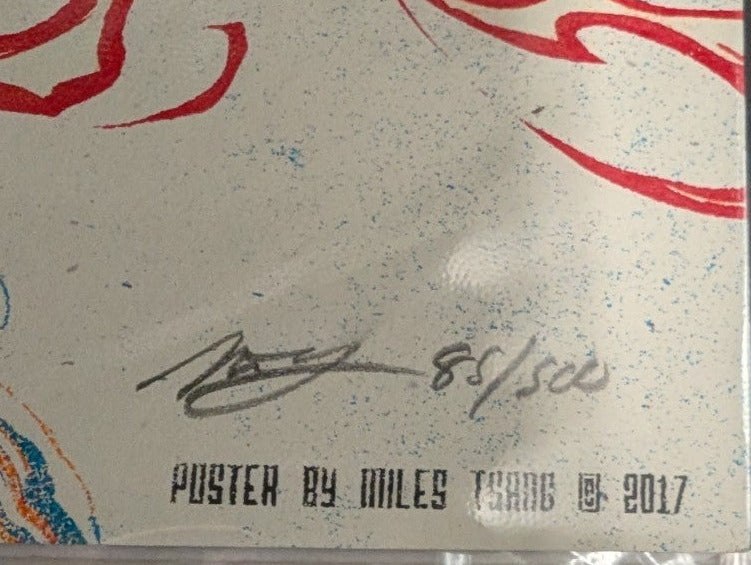 85/500
POSTER BY MILES TSANG © 2017